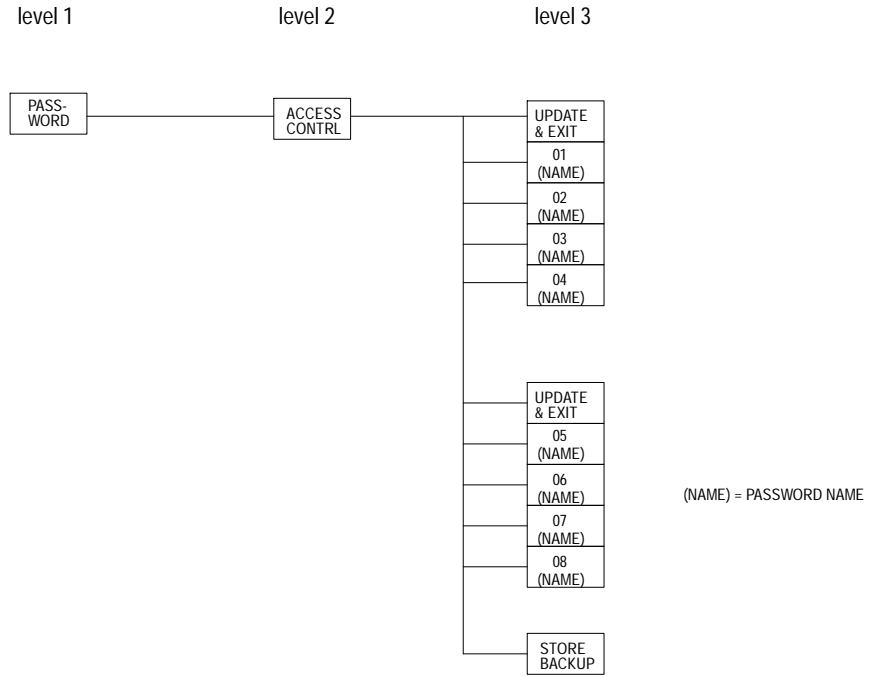 level 1 level 2 level 3
PASS-
WORD
ACCESS
CONTRL
UPDATE
& EXIT
01
(NAME)
02
(NAME)
03
(NAME)
04
(NAME)
UPDATE
& EXIT
05
(NAME)
06
(NAME)
07
(NAME)
08
(NAME)
(NAME) = PASSWORD NAME
STORE
BACKUP